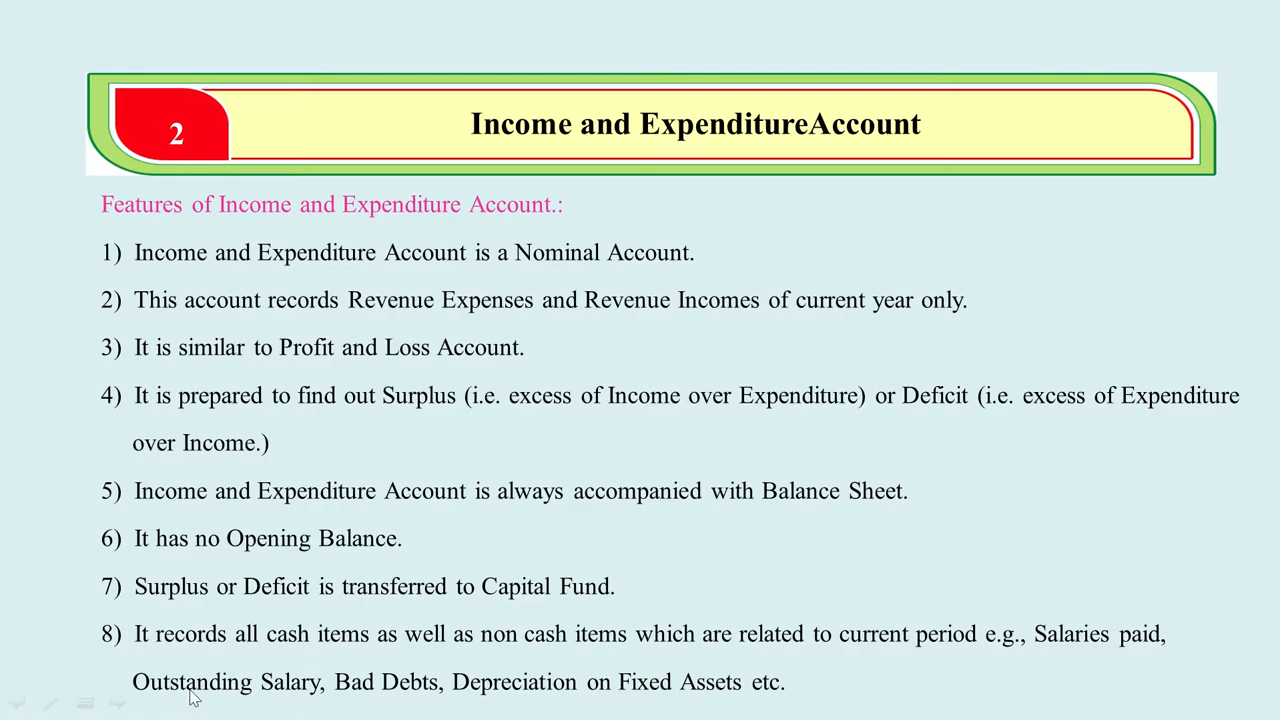 2
Income and ExpenditureAccount
Features of Income and Expenditure Account.:
1) Income and Expenditure Account is a Nominal Account.
2) This account records Revenue Expenses and Revenue Incomes of current year only.
3) It is similar to Profit and Loss Account.
4) It is prepared to find out Surplus (i.e. excess of Income over Expenditure) or Deficit (i.e. excess of Expenditure
over Income.)
5) Income and Expenditure Account is always accompanied with Balance Sheet.
6) It has no Opening Balance.
7) Surplus or Deficit is transferred to Capital Fund.
8) It records all cash items as well as non cash items which are related to current period e.g., Salaries paid,
Outstanding Salary, Bad Debts, Depreciation on Fixed Assets etc.